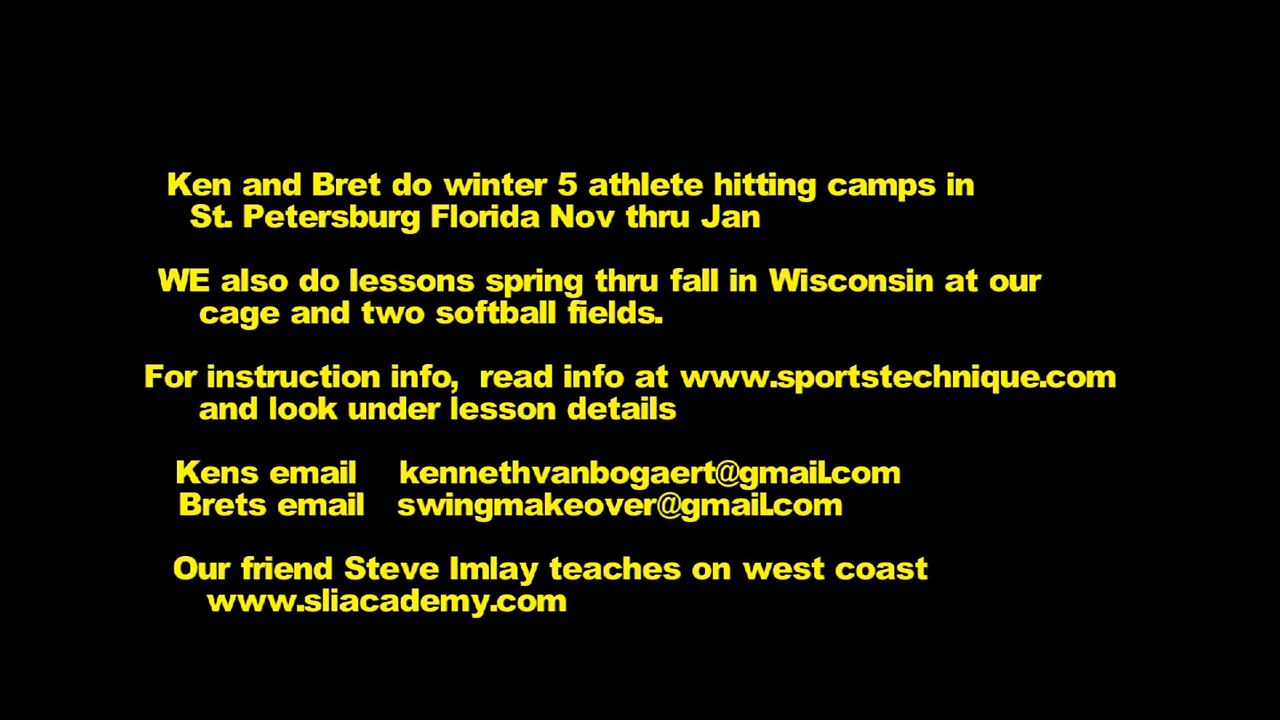 Ken and Bret do winter 5 athlete hitting camps in
St. Petersburg Florida Nov thru Jan
WE also do lessons spring thru fall in Wisconsin at our
cage and two softball fields.
For instruction info,  read info at www.sportstechnique.com
and look under lesson details
Kens email    kennethvanbogaert@gmail.com
Brets email   swingmakeover@gmail.com
Our friend Steve Imlay teaches on west coast
www.sliacademy.com